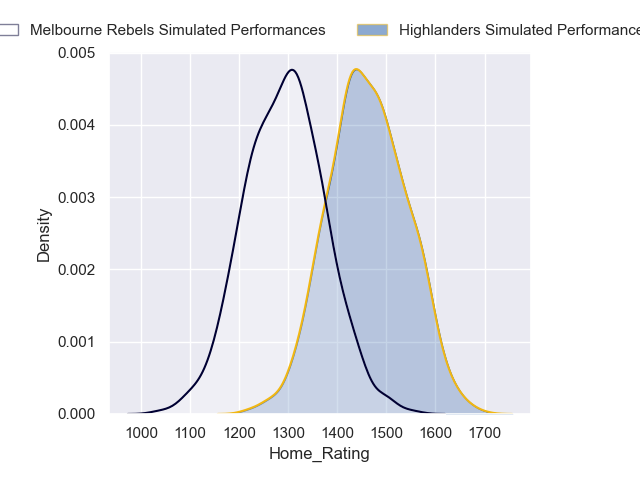 Melbourne Rebels Simulated Performances Highlanders Simulated Performance
0.005
0.004
0.003
0.002
0.001
0.000
Density
1000 1100 1200 1300 1400 1500 1600 1700
Home_Rating